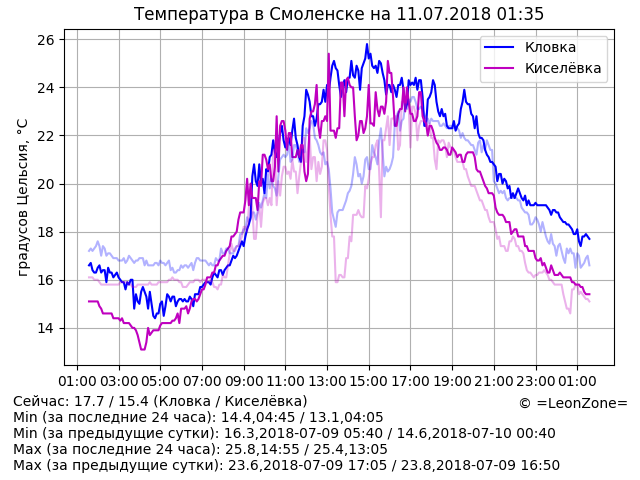 Температура в Смоленске на 11.07.2018 01:35
Кловка
Киселёвка
градусов Цельсия, °C
26
24
22
20
18
16
14
01:00 03:00 05:00 07:00 09:00 11:00 13:00 15:00 17:00 19:00 21:00 23:00 01:00
Сейчас: 17.7 / 15.4 (Кловка / Киселёвка)
© =LeonZone=
Min (за последние 24 часа): 14.4,04:45 / 13.1,04:05
Min (за предыдущие сутки): 16.3,2018-07-09 05:40 / 14.6,2018-07-10 00:40
Max (за последние 24 часа): 25.8,14:55 / 25.4,13:05
Max (за предыдущие сутки): 23.6,2018-07-09 17:05 / 23.8,2018-07-09 16:50